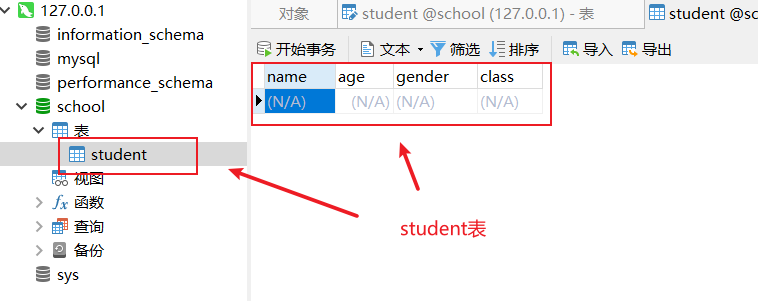 127.0.0.1
information_schema
mysql
performance_schema
school
表
student
视图
函数
查询
备份
sys
对象
student @school (127.0.0.1) - 表
student @sc
开始事务
文本
筛选
排序
导入
导出
name age gender class
(N/A) (N/A) (N/A) (N/A)
student表